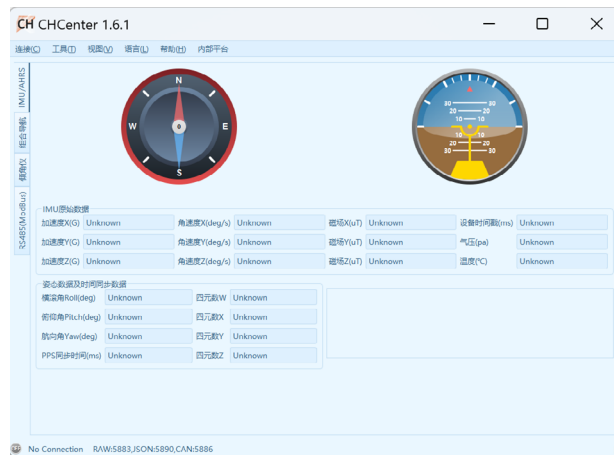 CH CHCenter 1.6.1
连接(C) 工具(T) 视图(V) 语言(L) 帮助(H) 内部平台
IMU/AHRS
组合导航
倾角仪
RS485(ModBus)
N
W 0 E
S
30 30
20 20
10 10
10 10
20 20
30 30
IMU原始数据
加速度X(G) Unknown 角速度X(deg/s) Unknown 磁场X(uT) Unknown 设备时间戳(ms) Unknown
加速度Y(G) Unknown 角速度Y(deg/s) Unknown 磁场Y(uT) Unknown 气压(pa) Unknown
加速度Z(G) Unknown 角速度Z(deg/s) Unknown 磁场Z(uT) Unknown 温度(℃) Unknown
姿态数据及时间同步数据
横滚角Roll(deg) Unknown 四元数W Unknown
俯仰角Pitch(deg) Unknown 四元数X Unknown
航向角Yaw(deg) Unknown 四元数Y Unknown
PPS同步时间(ms) Unknown 四元数Z Unknown
No Connection RAW:5883,JSON:5890,CAN:5886